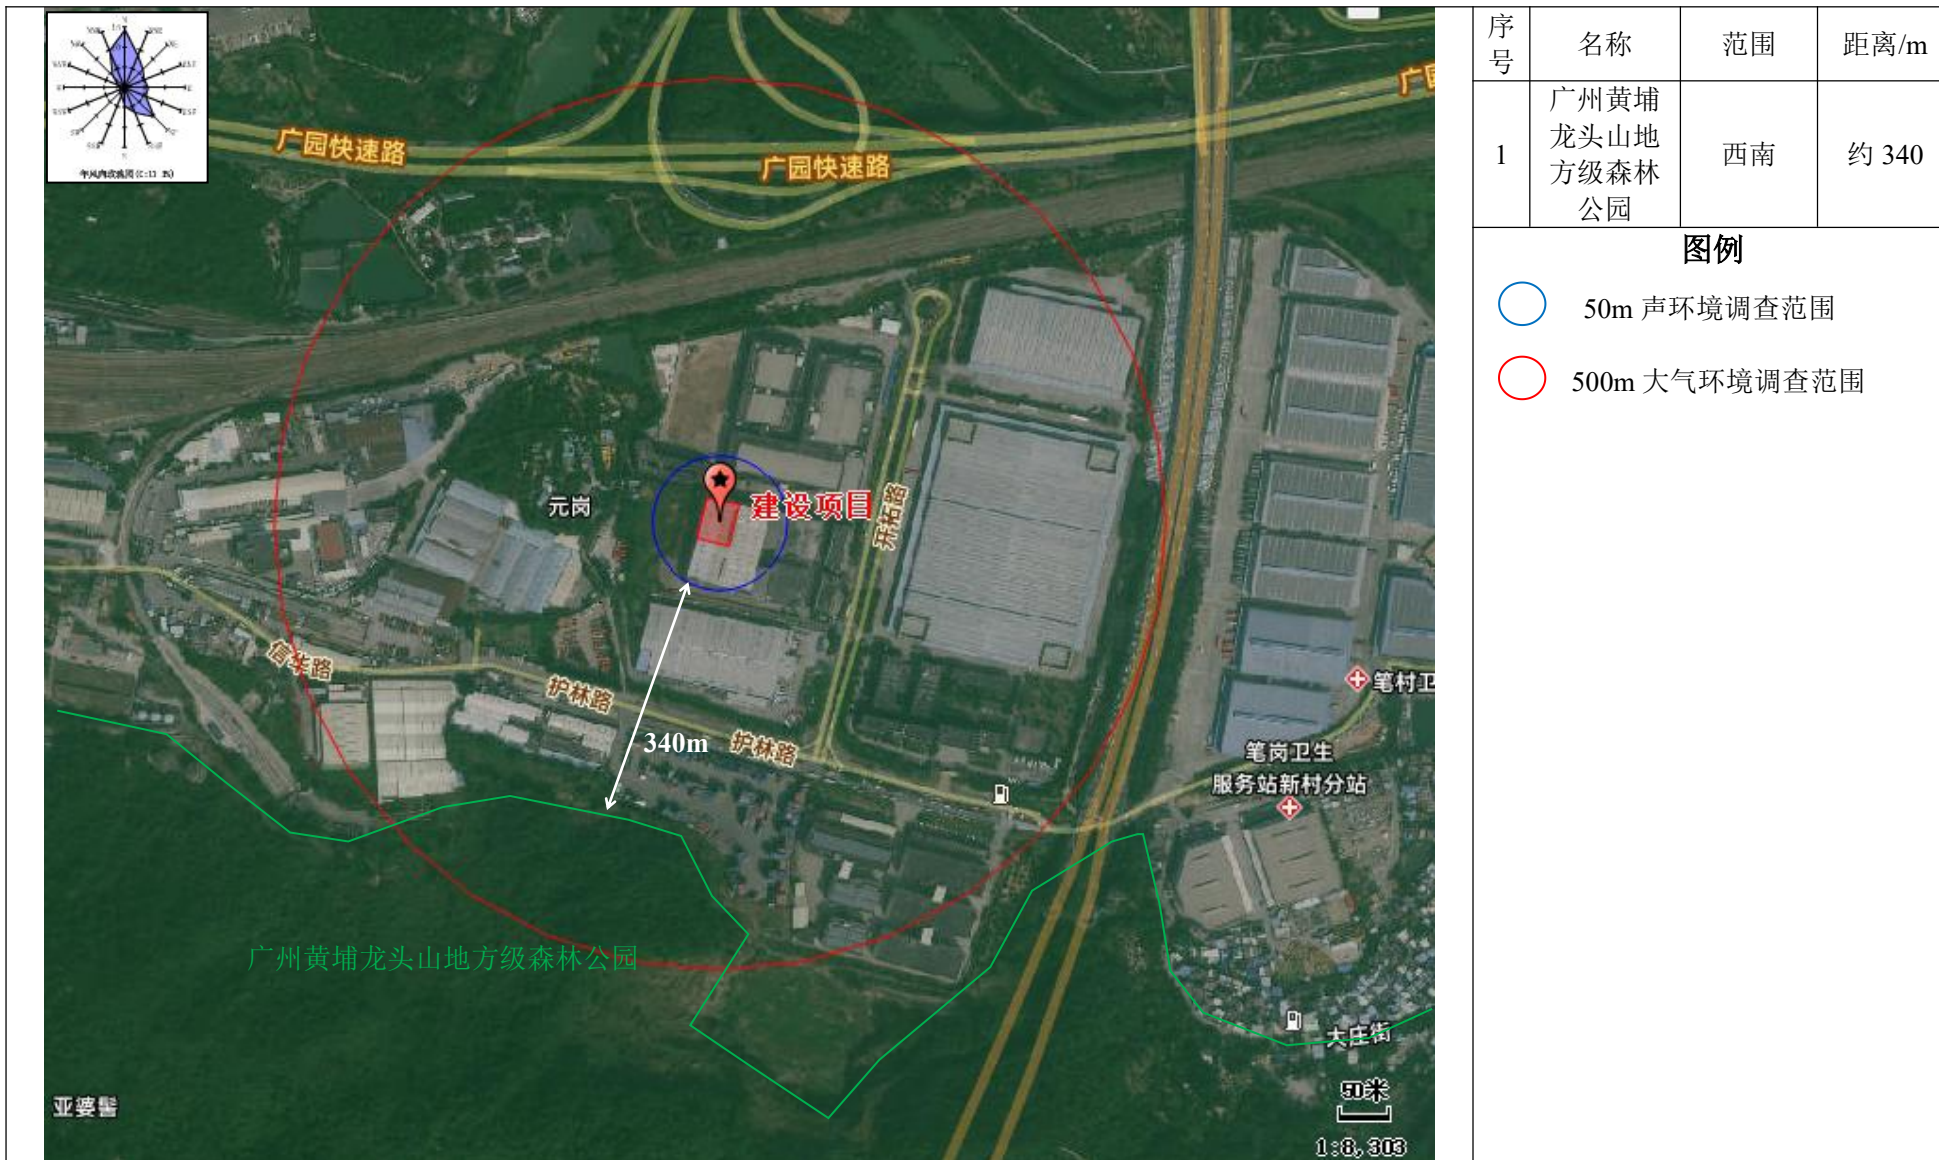 序号
名称
范围
距离/m
1
广州黄埔
龙头山地
方级森林
公园
西南
约 340
图例
50m 声环境调查范围
500m 大气环境调查范围
广园快速路
广园快速路
广园
元岗
建设项目
开拓路
信华路
护林路
340m
护林路
笔村卫
笔岗卫生
服务站新村分站
广州黄埔龙头山地方级森林公园
大庄街
亚婆髻
50米
1:8,303